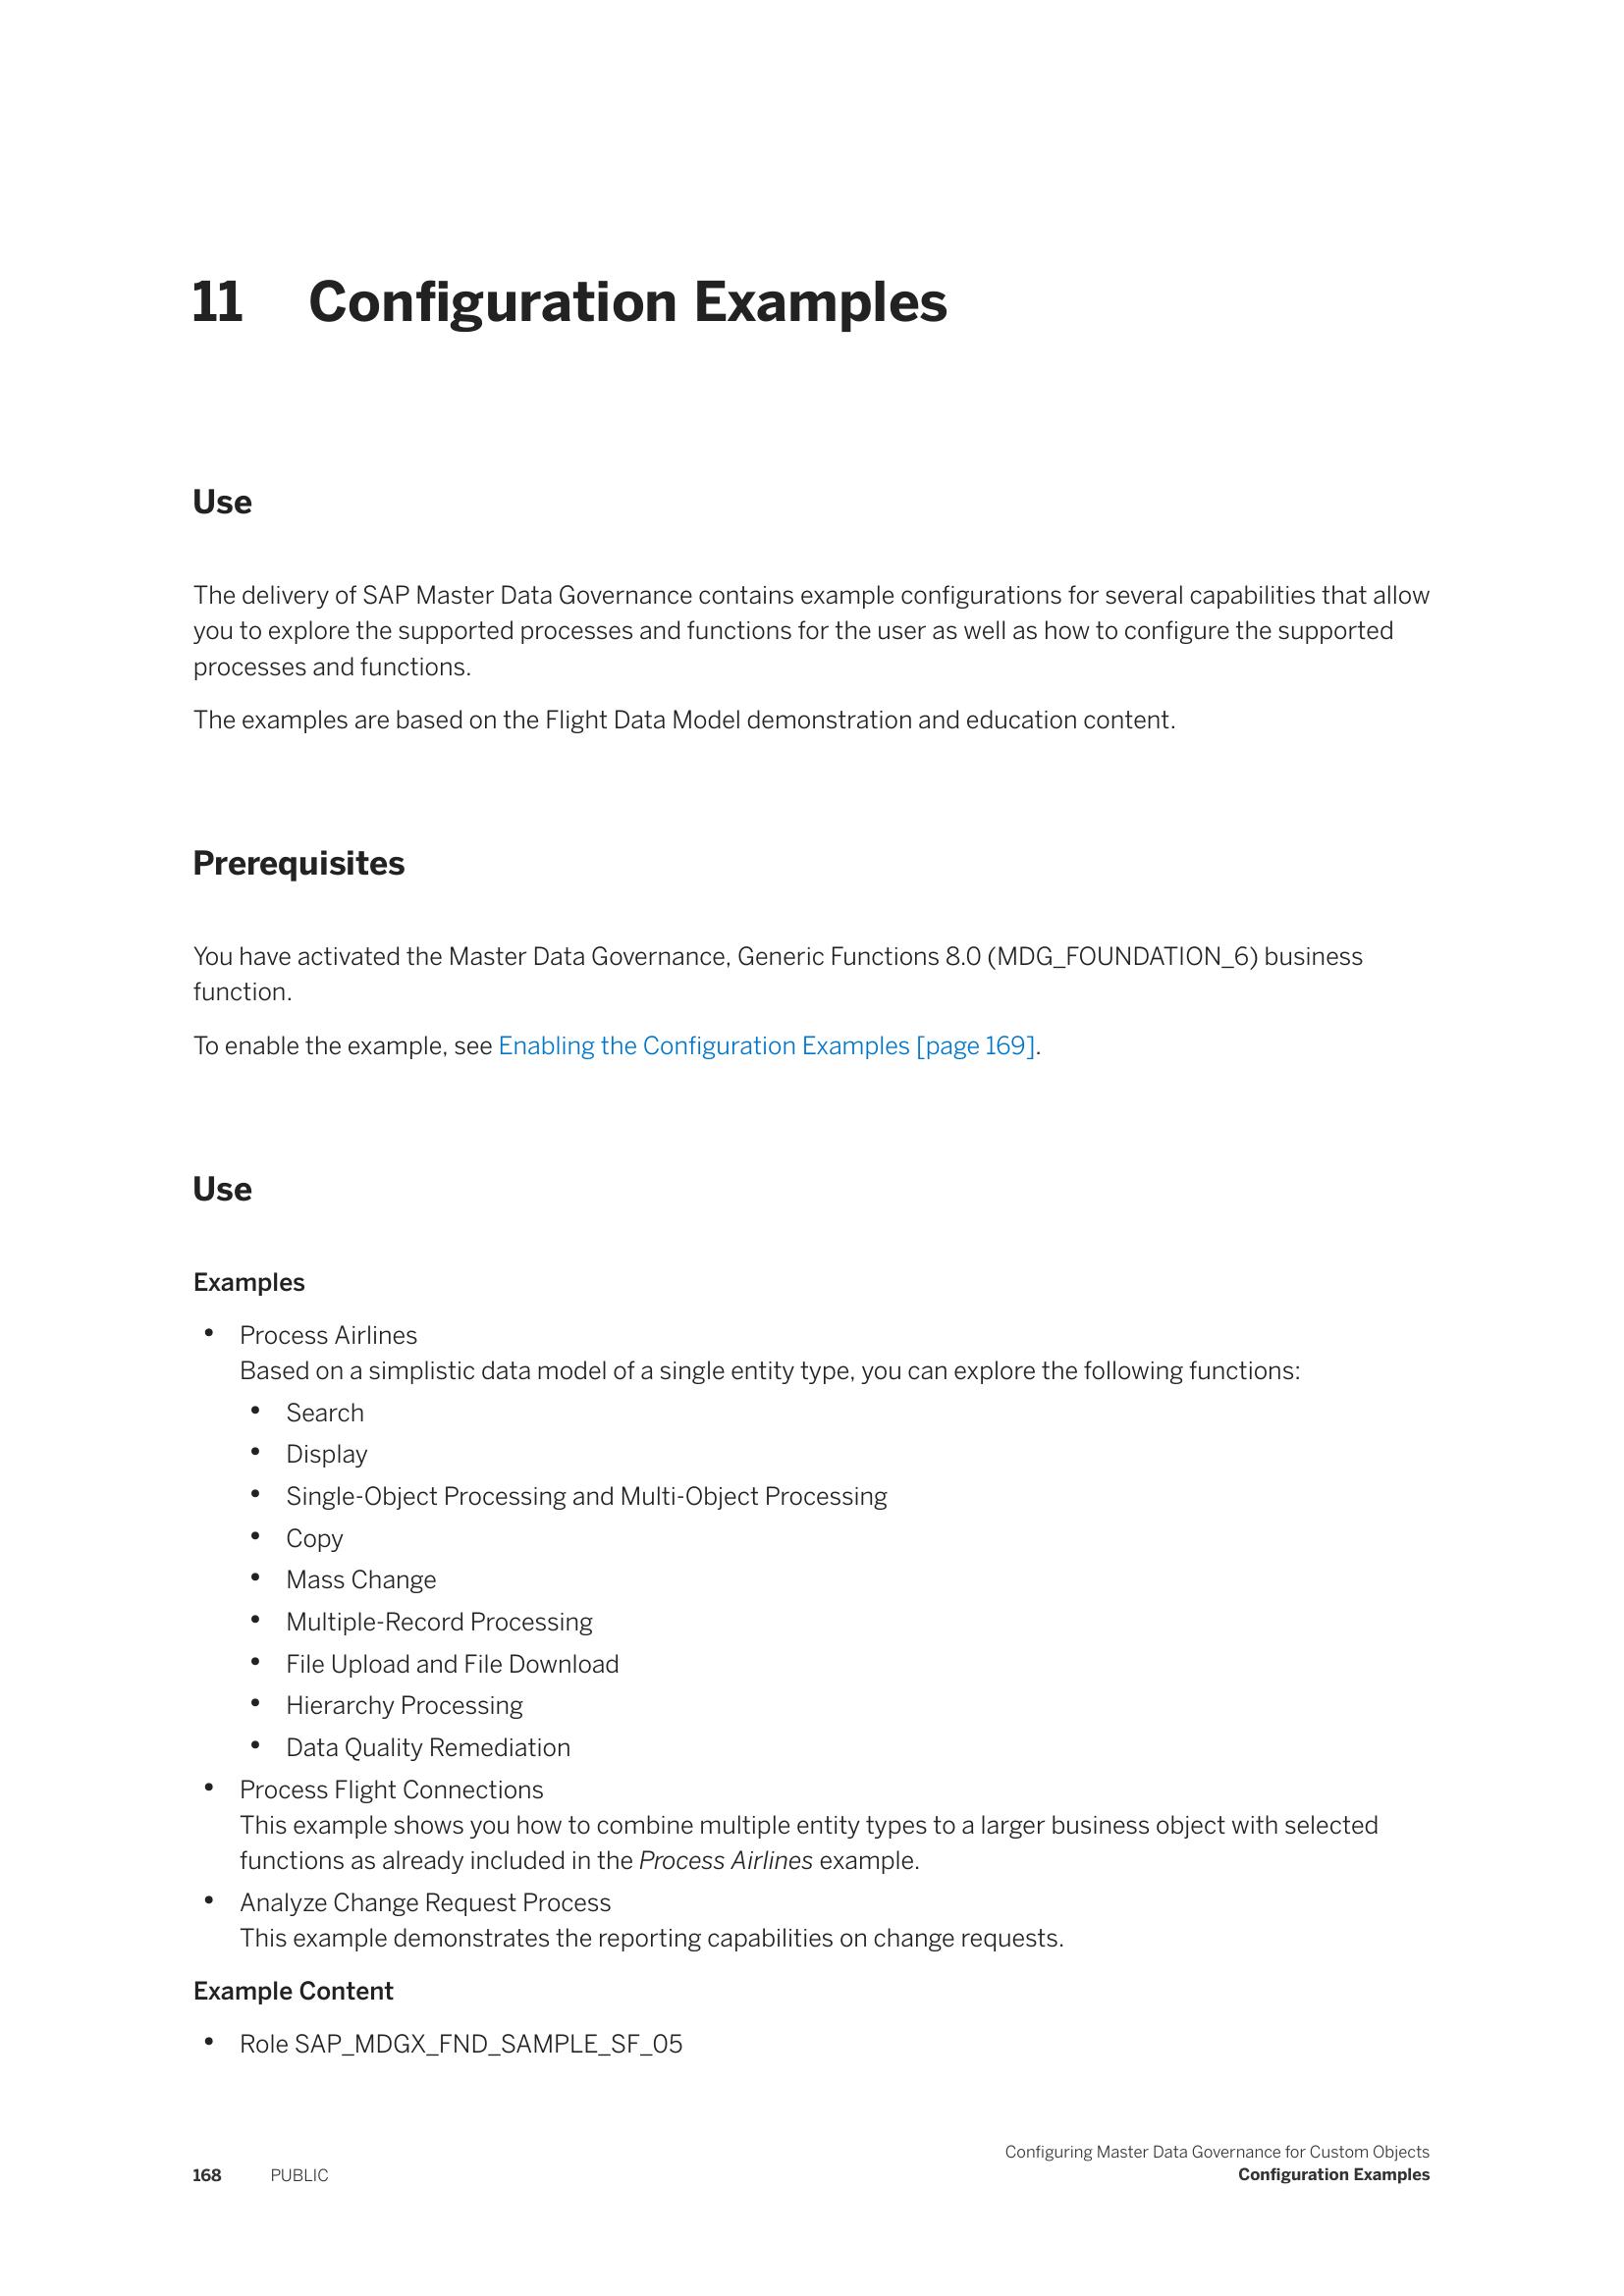 11 Configuration Examples
Use
The delivery of SAP Master Data Governance contains example configurations for several capabilities that allow
you to explore the supported processes and functions for the user as well as how to configure the supported
processes and functions.
The examples are based on the Flight Data Model demonstration and education content.
Prerequisites
You have activated the Master Data Governance, Generic Functions 8.0 (MDG_FOUNDATION_6) business
function.
To enable the example, see Enabling the Configuration Examples [page 169].
Use
Examples
• Process Airlines
Based on a simplistic data model of a single entity type, you can explore the following functions:
• Search
• Display
• Single-Object Processing and Multi-Object Processing
• Copy
• Mass Change
• Multiple-Record Processing
• File Upload and File Download
• Hierarchy Processing
• Data Quality Remediation
• Process Flight Connections
This example shows you how to combine multiple entity types to a larger business object with selected
functions as already included in the Process Airlines example.
• Analyze Change Request Process
This example demonstrates the reporting capabilities on change requests.
Example Content
• Role SAP_MDGX_FND_SAMPLE_SF_05
Configuring Master Data Governance for Custom Objects
168 PUBLIC Configuration Examples